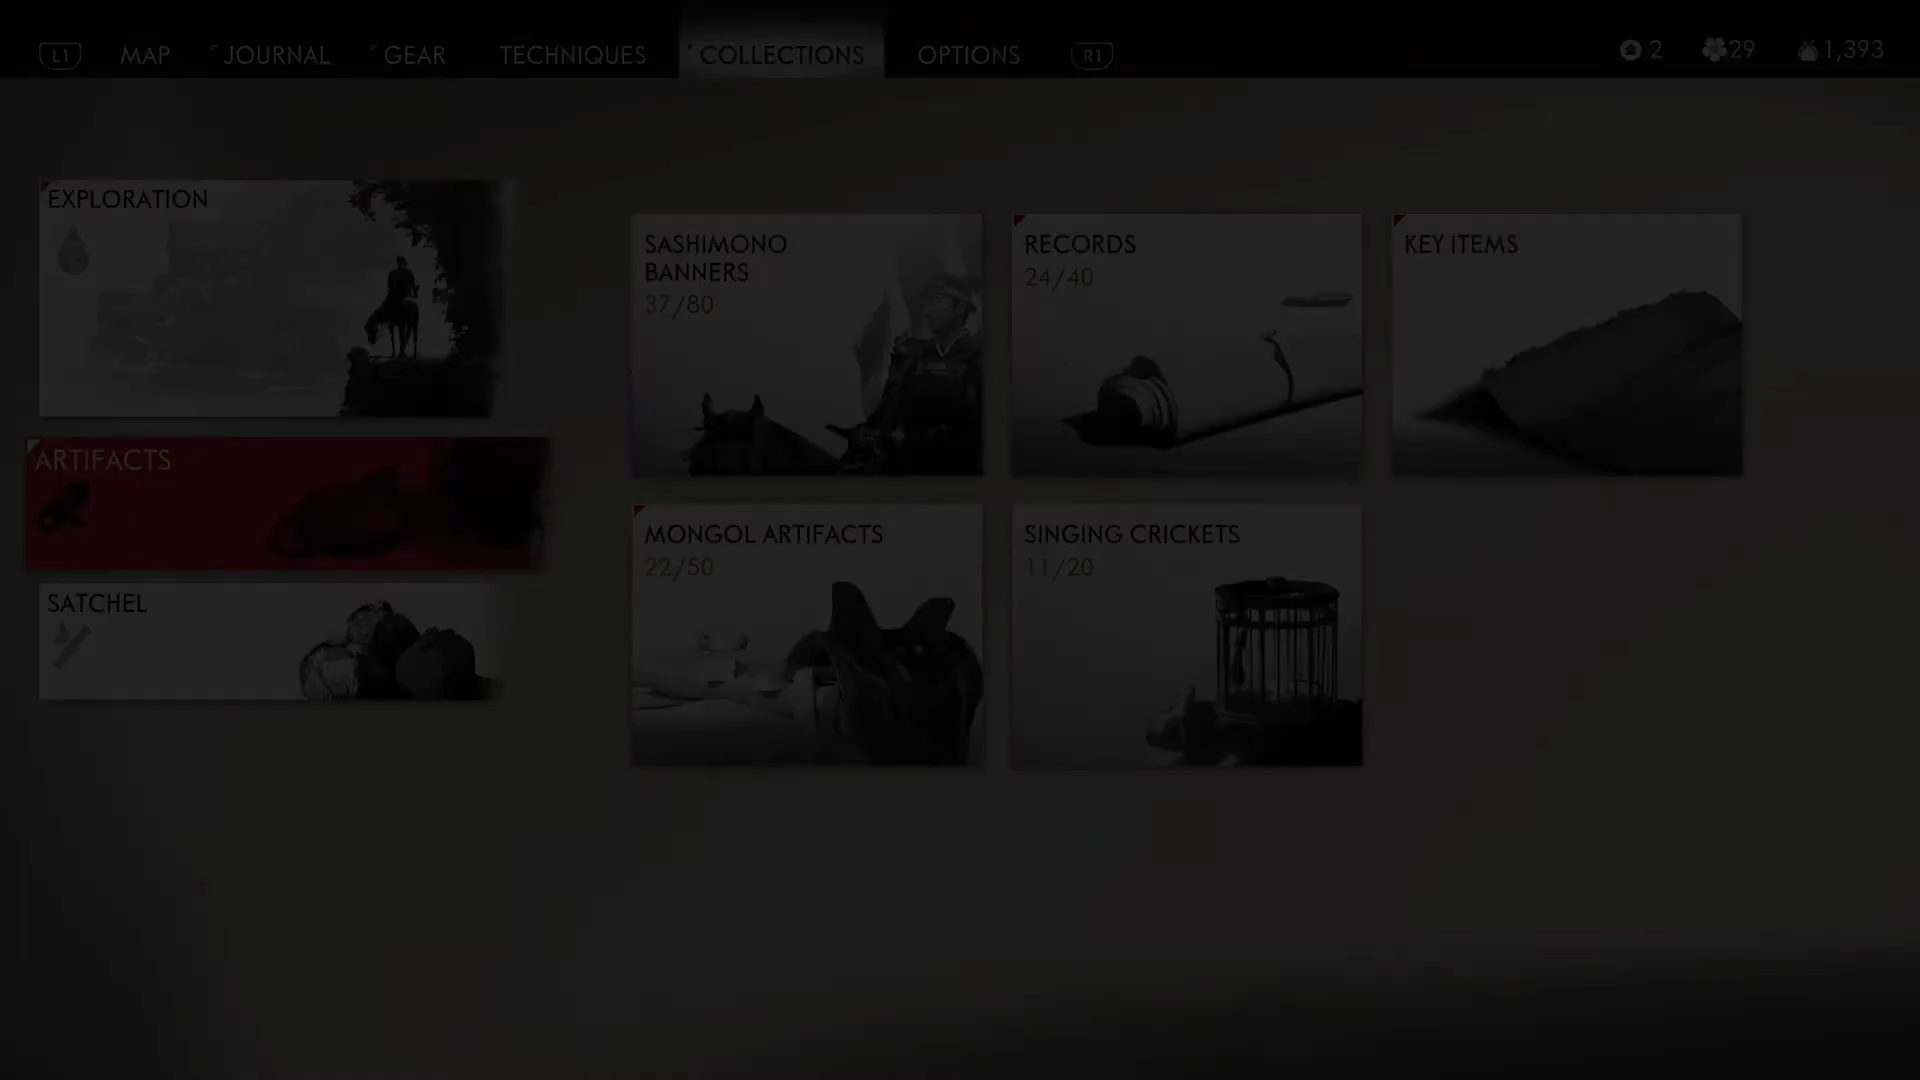 L1 MAP JOURNAL GEAR TECHNIQUES COLLECTIONS OPTIONS R1 2 29 1,393
EXPLORATION
ARTIFACTS
SATCHEL
SASHIMONO
BANNERS
37/80
RECORDS
24/40
KEY ITEMS
MONGOL ARTIFACTS
22/50
SINGING CRICKETS
11/20